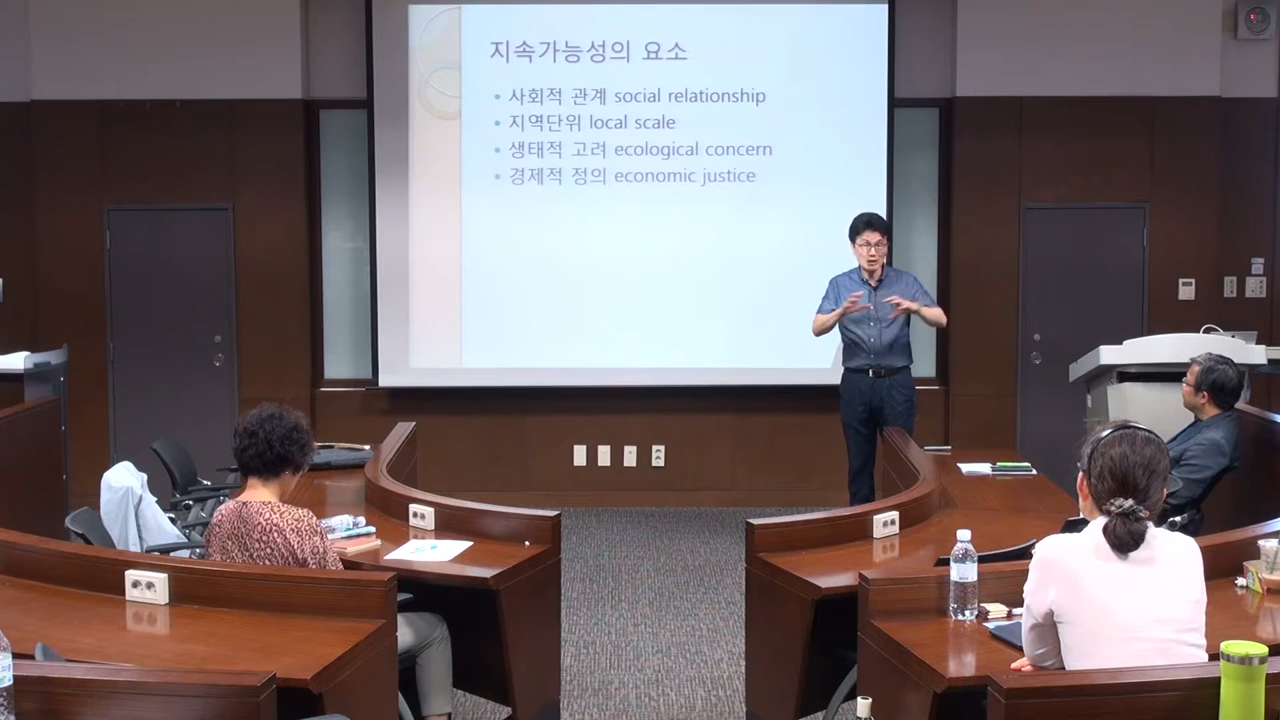 지속가능성의 요소
• 사회적 관계 social relationship
• 지역단위 local scale
• 생태적 고려 ecological concern
• 경제적 정의 economic justice